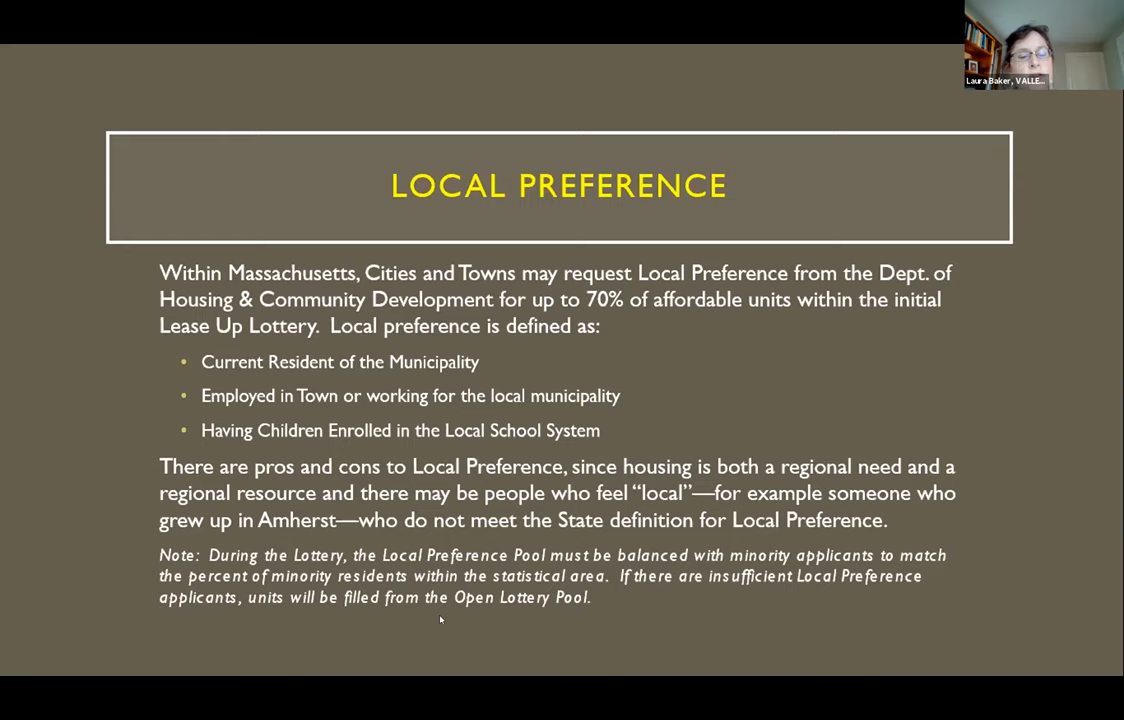 Laura Baker, VALLE...
LOCAL PREFERENCE
Within Massachusetts, Cities and Towns may request Local Preference from the Dept. of
Housing & Community Development for up to 70% of affordable units within the initial
Lease Up Lottery. Local preference is defined as:
• Current Resident of the Municipality
• Employed in Town or working for the local municipality
• Having Children Enrolled in the Local School System
There are pros and cons to Local Preference, since housing is both a regional need and a
regional resource and there may be people who feel “local”—for example someone who
grew up in Amherst—who do not meet the State definition for Local Preference.
Note: During the Lottery, the Local Preference Pool must be balanced with minority applicants to match
the percent of minority residents within the statistical area. If there are insufficient Local Preference
applicants, units will be filled from the Open Lottery Pool.